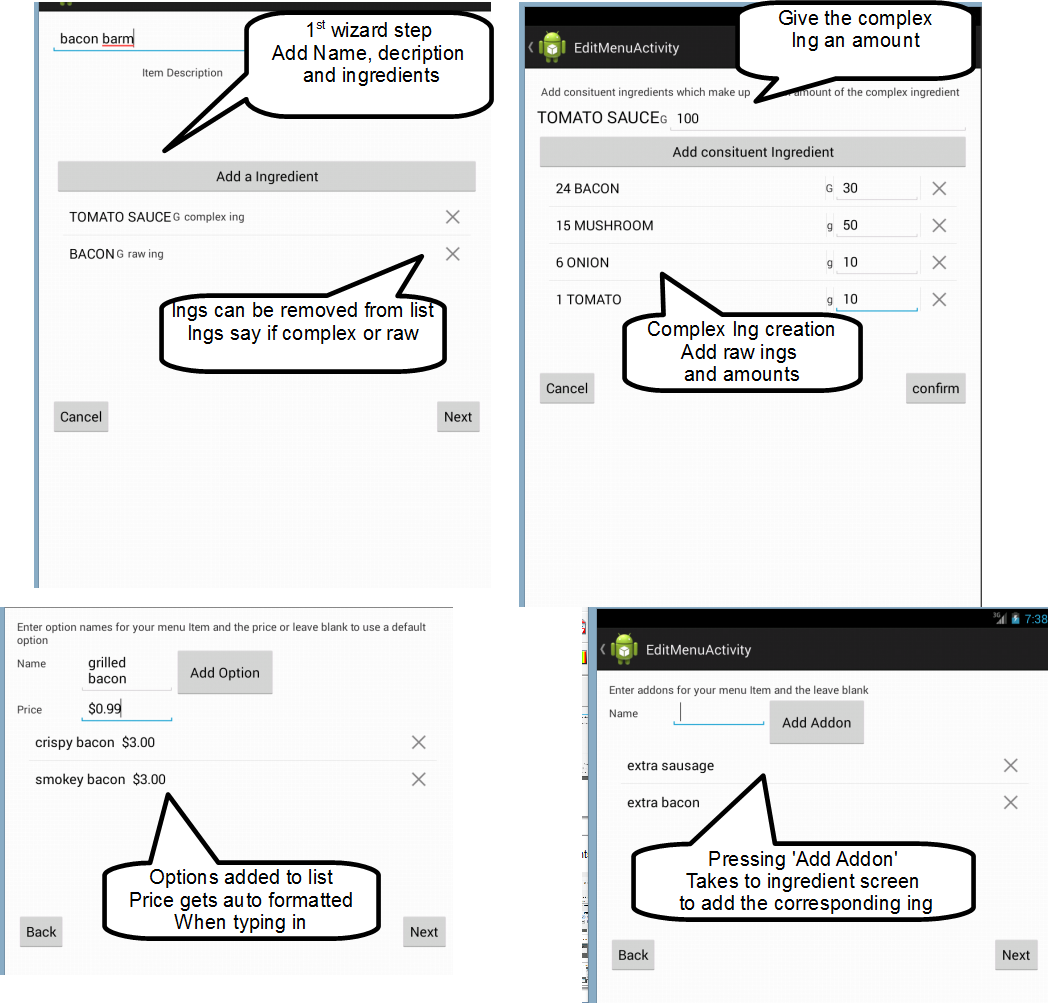 bacon barm
1st wizard step
Add Name, decription
and ingredients
Item Description
Add a Ingredient
TOMATO SAUCE G complex ing
BACON G raw ing
Ings can be removed from list
Ings say if complex or raw
Cancel
Next
EditMenuActivity
Give the complex
Ing an amount
Add consituent ingredients which make up amount of the complex ingredient
TOMATO SAUCE G 100
Add consituent Ingredient
24 BACON G 30
15 MUSHROOM g 50
6 ONION g 10
1 TOMATO g 10
Complex Ing creation
Add raw ings
and amounts
Cancel
confirm
Enter option names for your menu Item and the price or leave blank to use a default
option
Name
grilled
bacon
Add Option
Price
$0.99
crispy bacon $3.00
smokey bacon $3.00
Options added to list
Price gets auto formatted
When typing in
Back
Next
3G 7:38
EditMenuActivity
Enter addons for your menu Item and the leave blank
Name
Add Addon
extra sausage
extra bacon
Pressing 'Add Addon'
Takes to ingredient screen
to add the corresponding ing
Back
Next